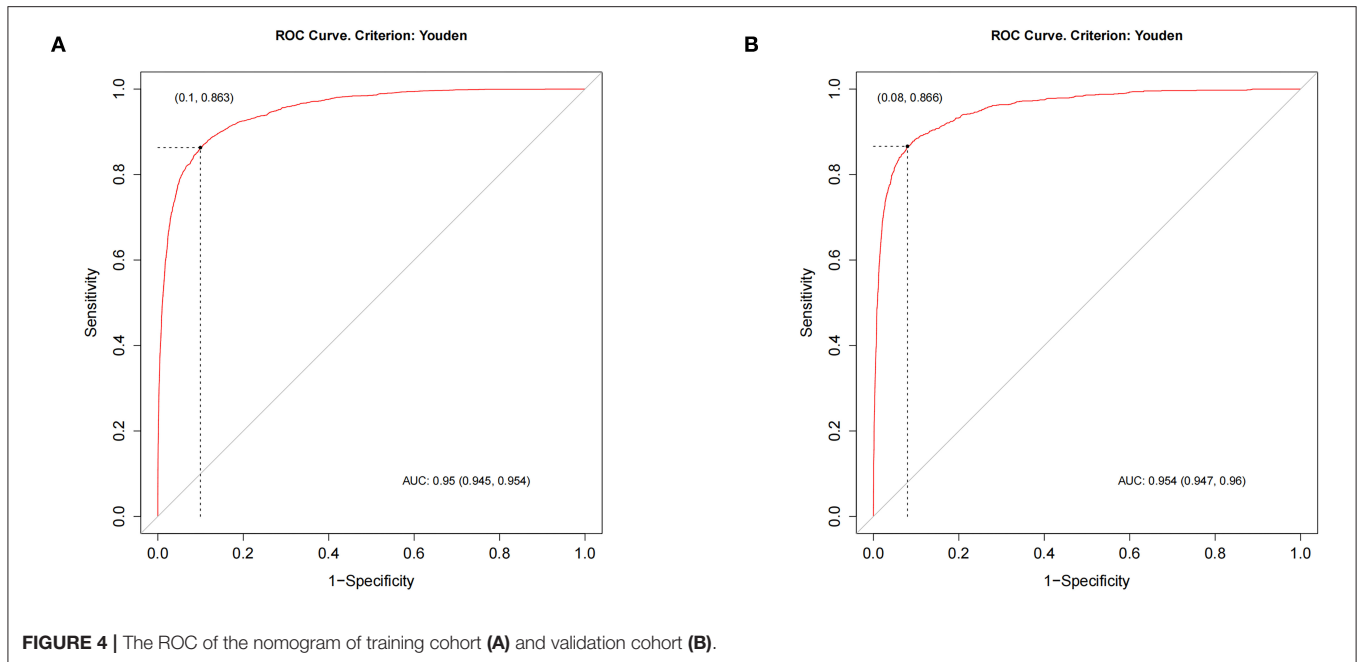 A
ROC Curve. Criterion: Youden
(0.1, 0.863)
AUC: 0.95 (0.945, 0.954)
Sensitivity
0.0
0.2
0.4
0.6
0.8
1.0
0.0 0.2 0.4 0.6 0.8 1.0
1−Specificity
B
ROC Curve. Criterion: Youden
(0.08, 0.866)
AUC: 0.954 (0.947, 0.96)
Sensitivity
0.0
0.2
0.4
0.6
0.8
1.0
0.0 0.2 0.4 0.6 0.8 1.0
1−Specificity
FIGURE 4 | The ROC of the nomogram of training cohort (A) and validation cohort (B).